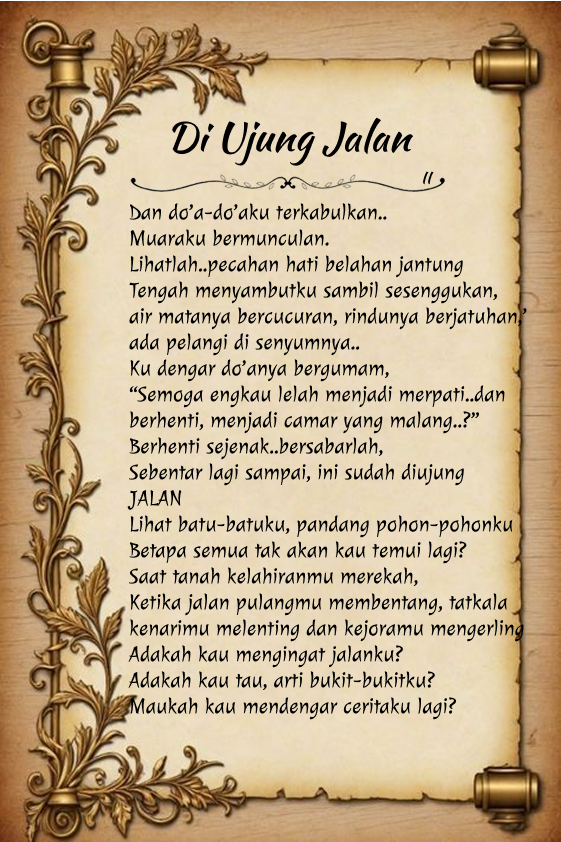 Di Ujung Jalan
II
Dan do'a-do'aku terkabulkan..
Muaraku bermunculan.
Lihatlah..pecahan hati belahan jantung
Tengah menyambutku sambil sesenggukan,
air matanya bercucuran, rindunya berjatuhan,'
ada pelangi di senyumnya..
Ku dengar do'anya bergumam,
“Semoga engkau lelah menjadi merpati..dan
berhenti, menjadi camar yang malang..?”
Berhenti sejenak..bersabarlah,
Sebentar lagi sampai, ini sudah diujung
JALAN
Lihat batu-batuku, pandang pohon-pohonku
Betapa semua tak akan kau temui lagi?
Saat tanah kelahiranmu merekah,
Ketika jalan pulangmu membentang, tatkala
kenarimu melenting dan kejoramu mengerling
Adakah kau mengingat jalanku?
Adakah kau tau, arti bukit-bukitku?
Maukah kau mendengar ceritaku lagi?